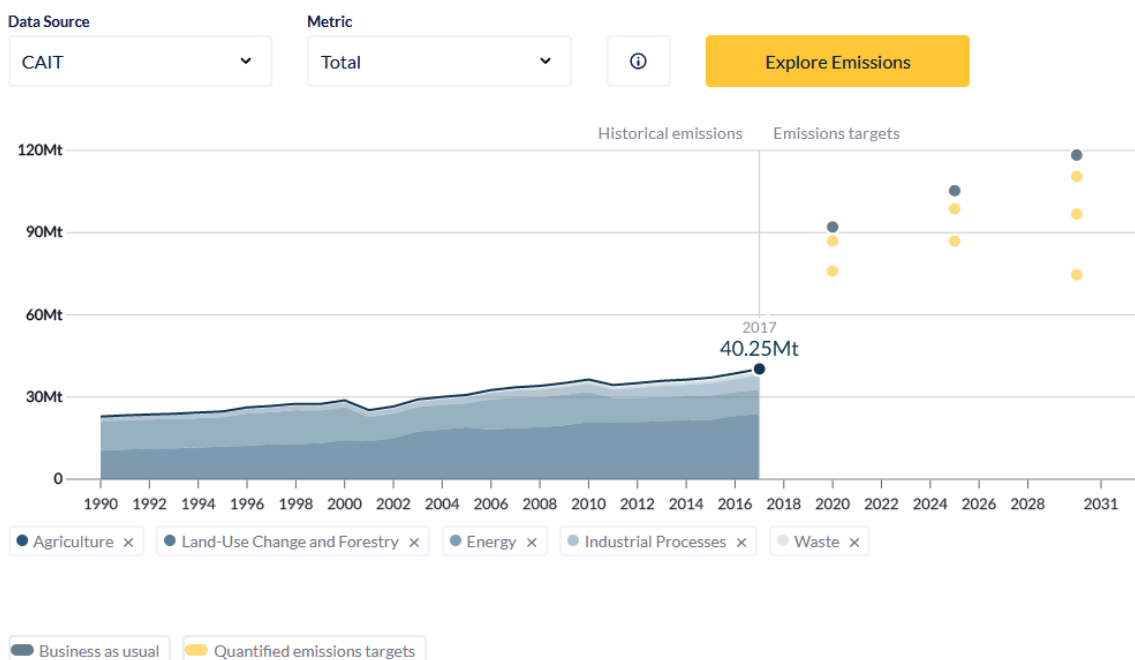 Data Source Metric
CAIT Total Explore Emissions
Historical emissions Emissions targets
120Mt
90Mt
60Mt
2017
40.25Mt
30Mt
0
1990 1992 1994 1996 1998 2000 2002 2004 2006 2008 2010 2012 2014 2016 2018 2020 2022 2024 2026 2028 2031
Agriculture × Land-Use Change and Forestry × Energy × Industrial Processes × Waste ×
Business as usual Quantified emissions targets